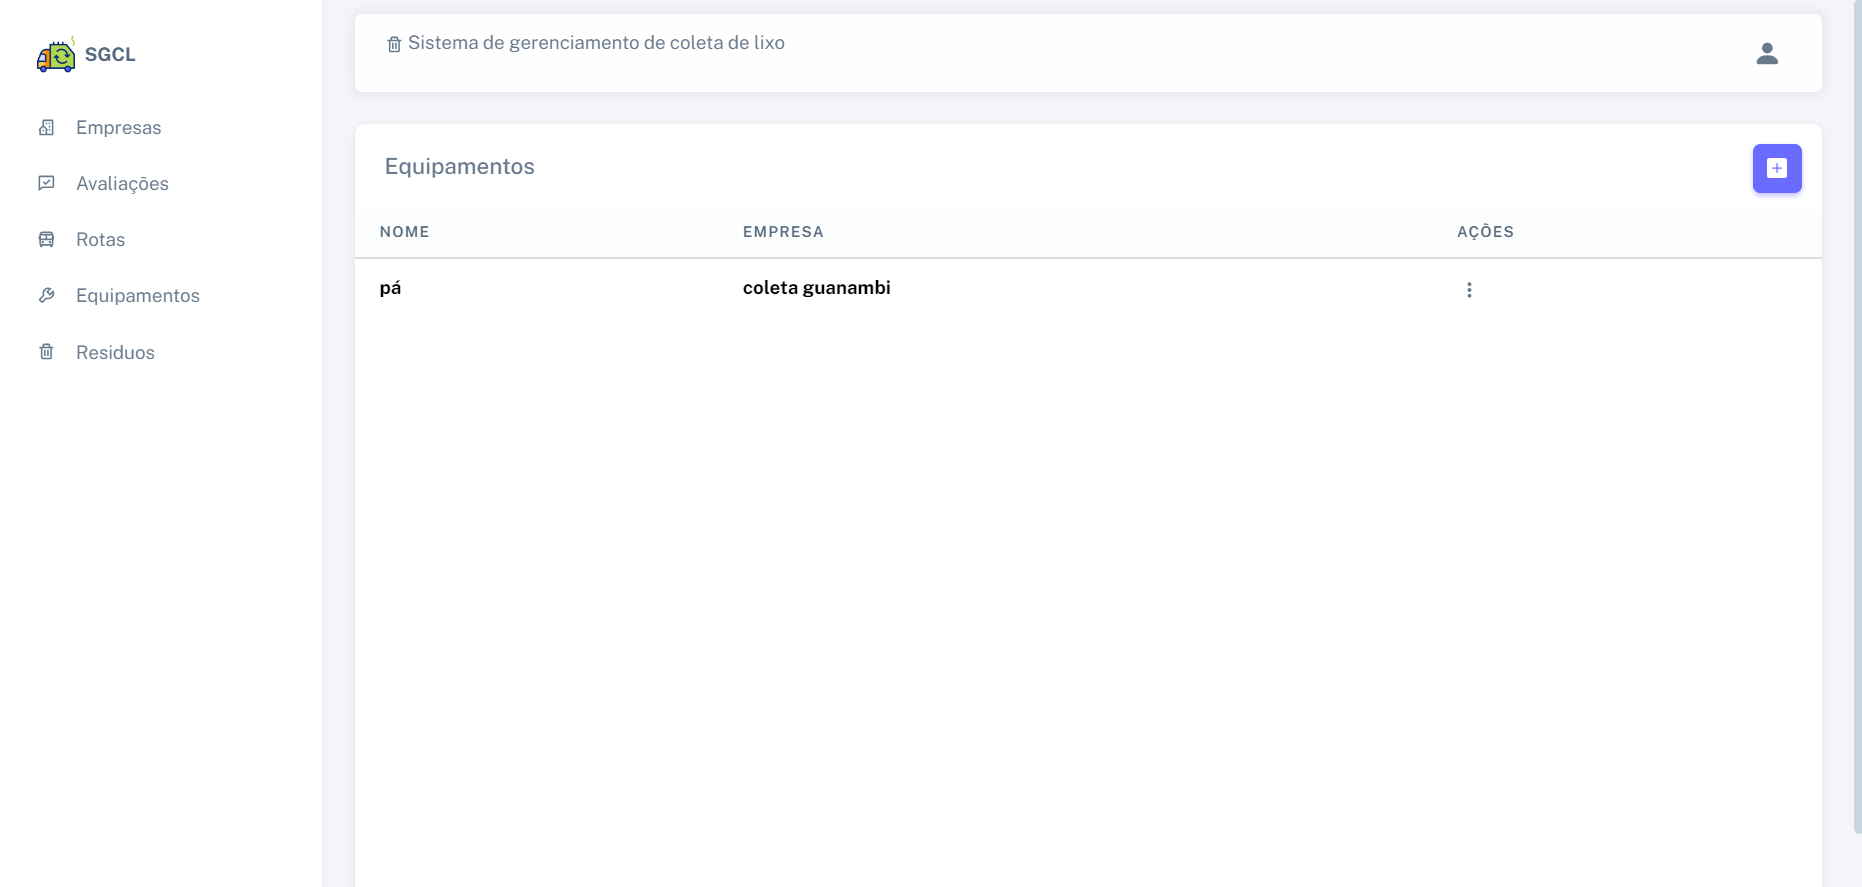 SGCL
Empresas
Avaliações
Rotas
Equipamentos
Residuos
Sistema de gerenciamento de coleta de lixo
Equipamentos
NOME EMPRESA AÇÕES
pá coleta guanambi